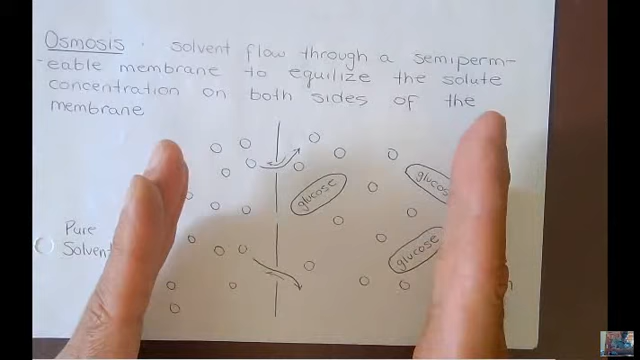 Osmosis · solvent flow through a semiperm-
-eable membrane to equilize the solute
concentration on both sides of the
membrane
glucose
glucose
Pure
Solvent
glucose